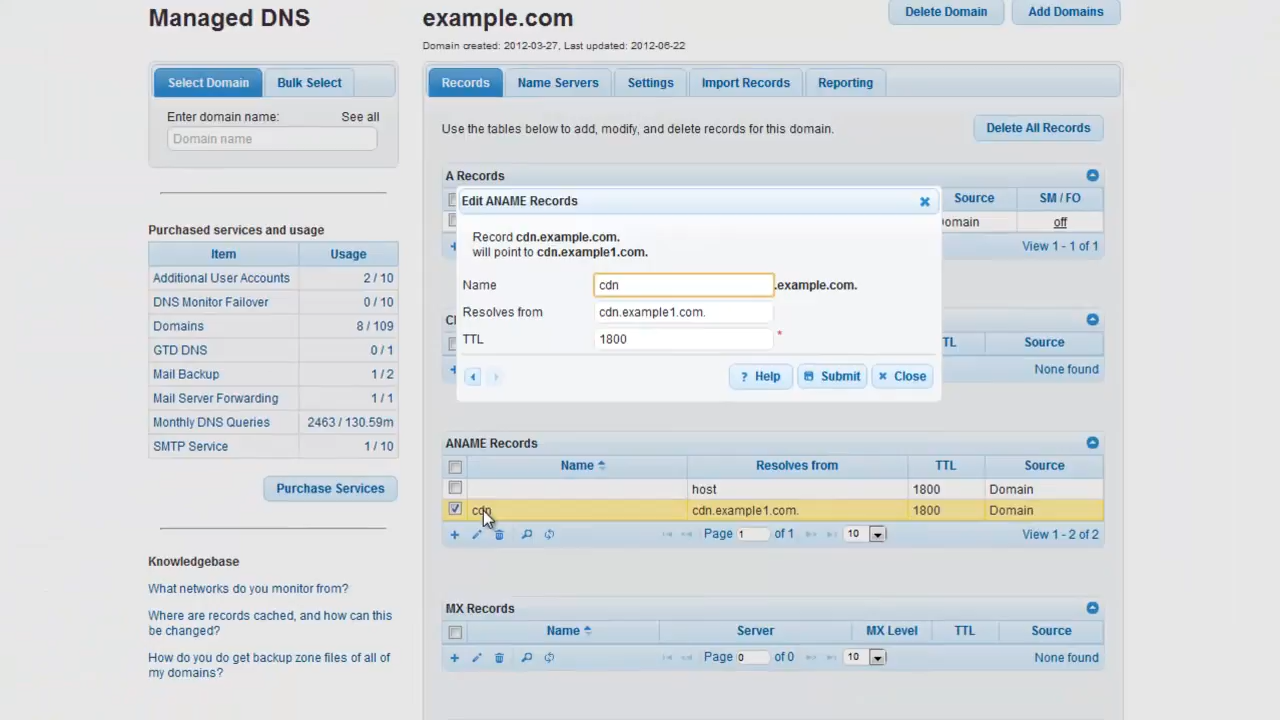 Managed DNS
example.com
Delete Domain
Add Domains
Domain created: 2012-03-27, Last updated: 2012-06-22
Select Domain
Bulk Select
Enter domain name:
See all
Domain name
Purchased services and usage
Item Usage
Additional User Accounts 2 / 10
DNS Monitor Failover 0 / 10
Domains 8 / 109
GTD DNS 0 / 1
Mail Backup 1 / 2
Mail Server Forwarding 1 / 1
Monthly DNS Queries 2463 / 130.59m
SMTP Service 1 / 10
Purchase Services
Knowledgebase
What networks do you monitor from?
Where are records cached, and how can this
be changed?
How do you do get backup zone files of all of
my domains?
Records
Name Servers
Settings
Import Records
Reporting
Use the tables below to add, modify, and delete records for this domain.
Delete All Records
A Records
Source SM / FO
off
View 1 - 1 of 1
Edit ANAME Records
Record cdn.example.com.
will point to cdn.example1.com.
Name cdn .example.com.
Resolves from cdn.example1.com.
TTL 1800 *
? Help
Submit
Close
Source
None found
ANAME Records
Name Resolves from TTL Source
host 1800 Domain
cdn cdn.example1.com. 1800 Domain
Page 1 of 1 10 View 1 - 2 of 2
MX Records
Name Server MX Level TTL Source
Page 0 of 0 10 None found